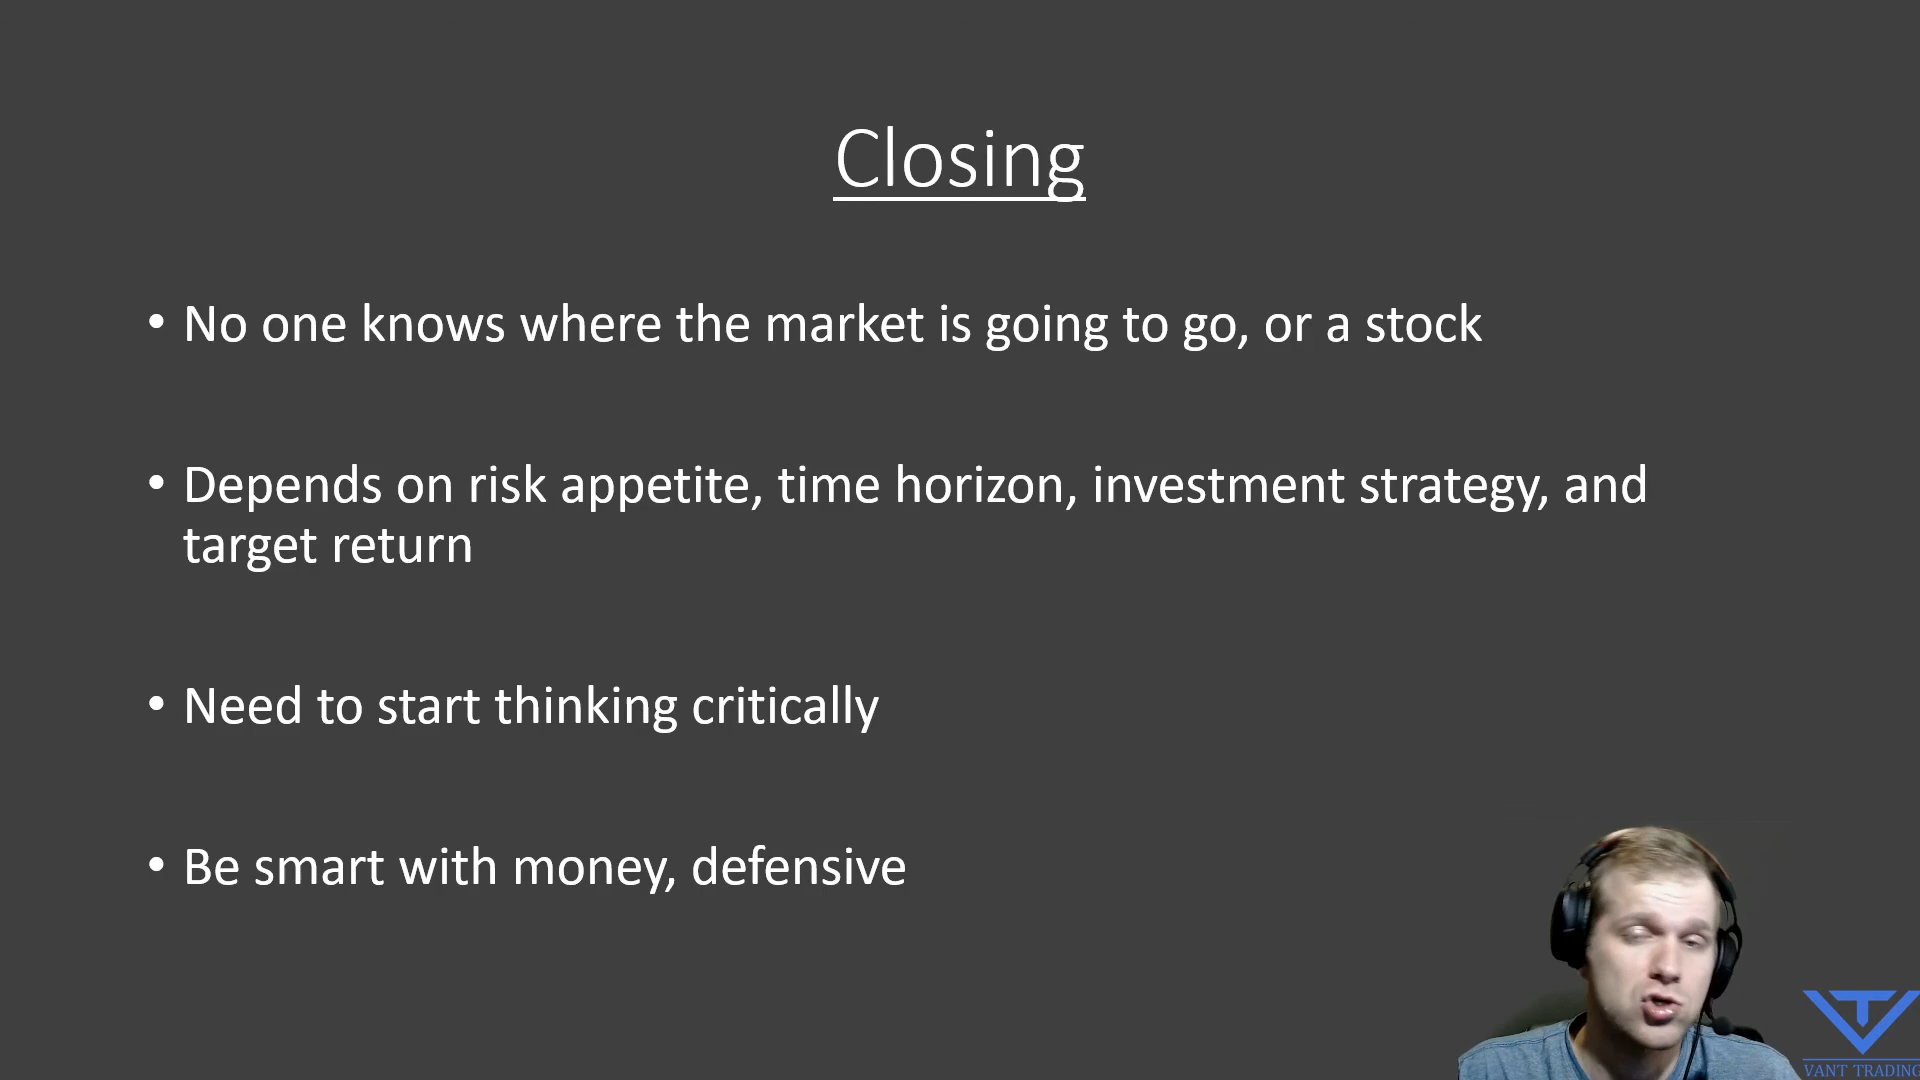 Closing
• No one knows where the market is going to go, or a stock
• Depends on risk appetite, time horizon, investment strategy, and
target return
• Need to start thinking critically
• Be smart with money, defensive
VANT TRADING